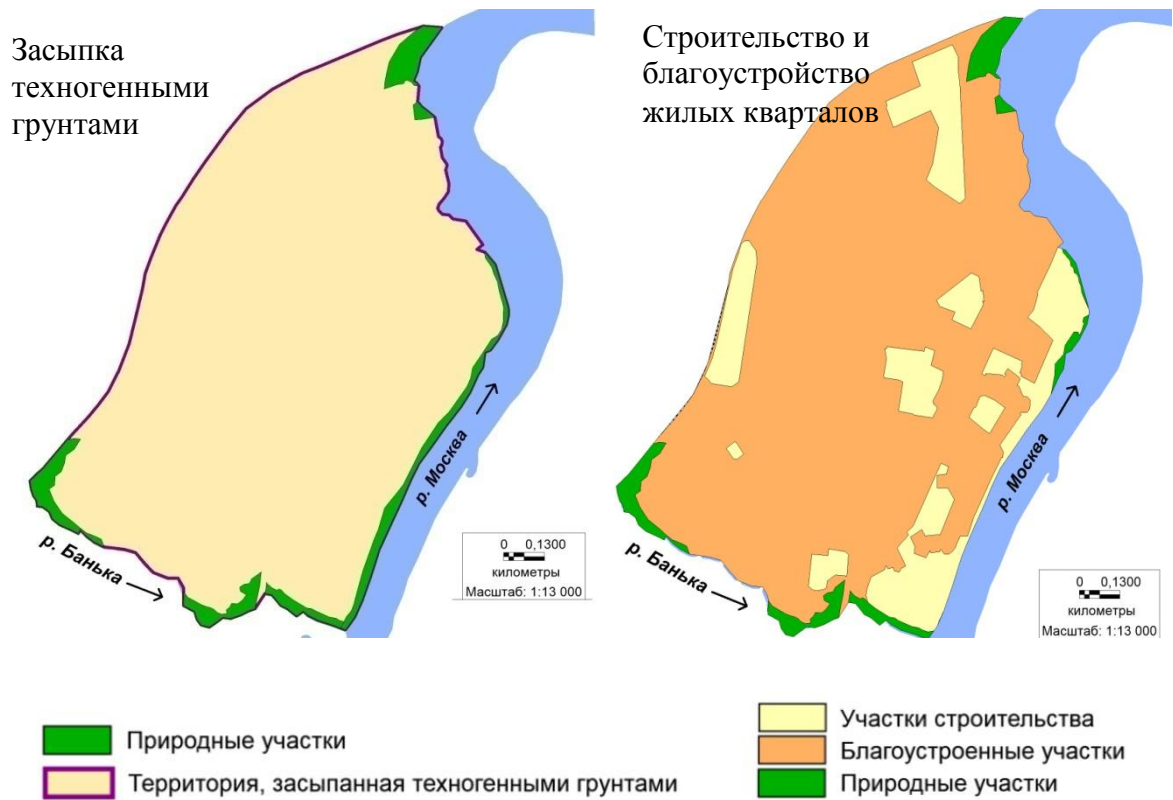 Засыпка
техногенными
грунтами
р. Москва
р. Банька
0 0,1300
километры
Масштаб: 1:13 000
Природные участки
Территория, засыпанная техногенными грунтами
Строительство и
благоустройство
жилых кварталов
р. Москва
р. Банька
0 0,1300
километры
Масштаб: 1:13 000
Участки строительства
Благоустроенные участки
Природные участки